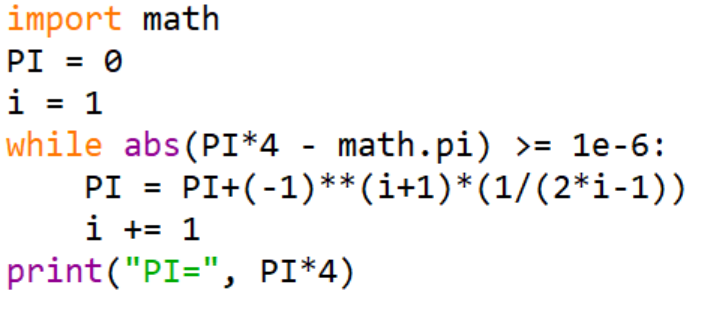 import math
PI = 0
i = 1
while abs(PI*4 - math.pi) >= 1e-6:
    PI = PI+(-1)**(i+1)*(1/(2*i-1))
    i += 1
print("PI=", PI*4)